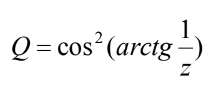 Q = cos²(arctg 1/z)